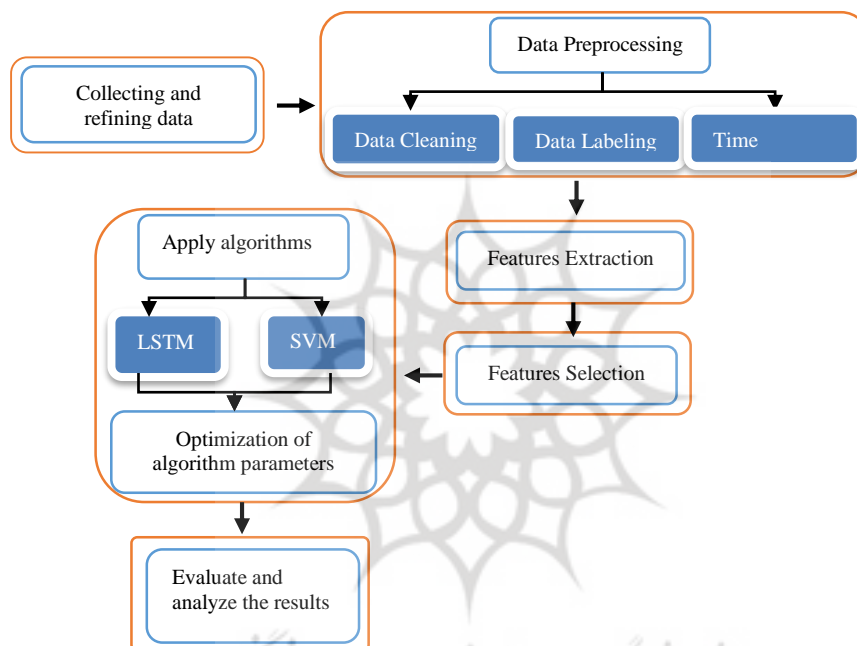 Data Preprocessing
Collecting and
refining data
Data Cleaning
Data Labeling
Time
Features Extraction
Apply algorithms
LSTM
SVM
Features Selection
Optimization of
algorithm parameters
Evaluate and
analyze the results